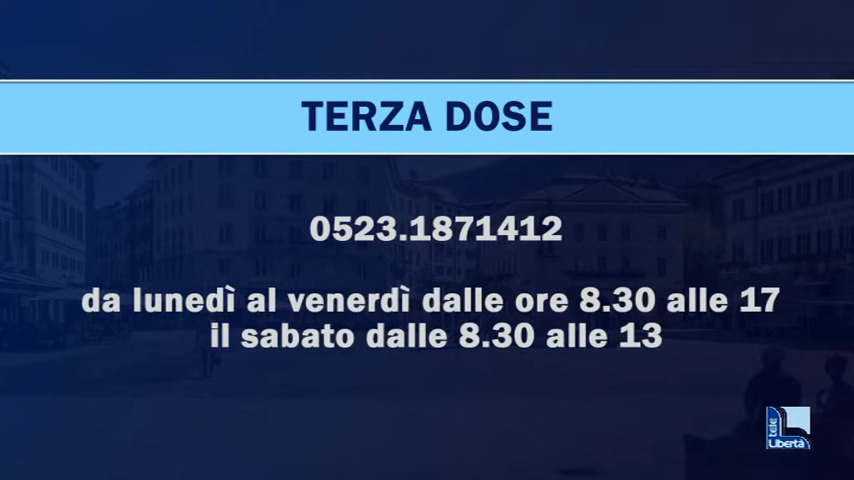 TERZA DOSE
0523.1871412
da lunedì al venerdì dalle ore 8.30 alle 17
il sabato dalle 8.30 alle 13
tele
Libertà